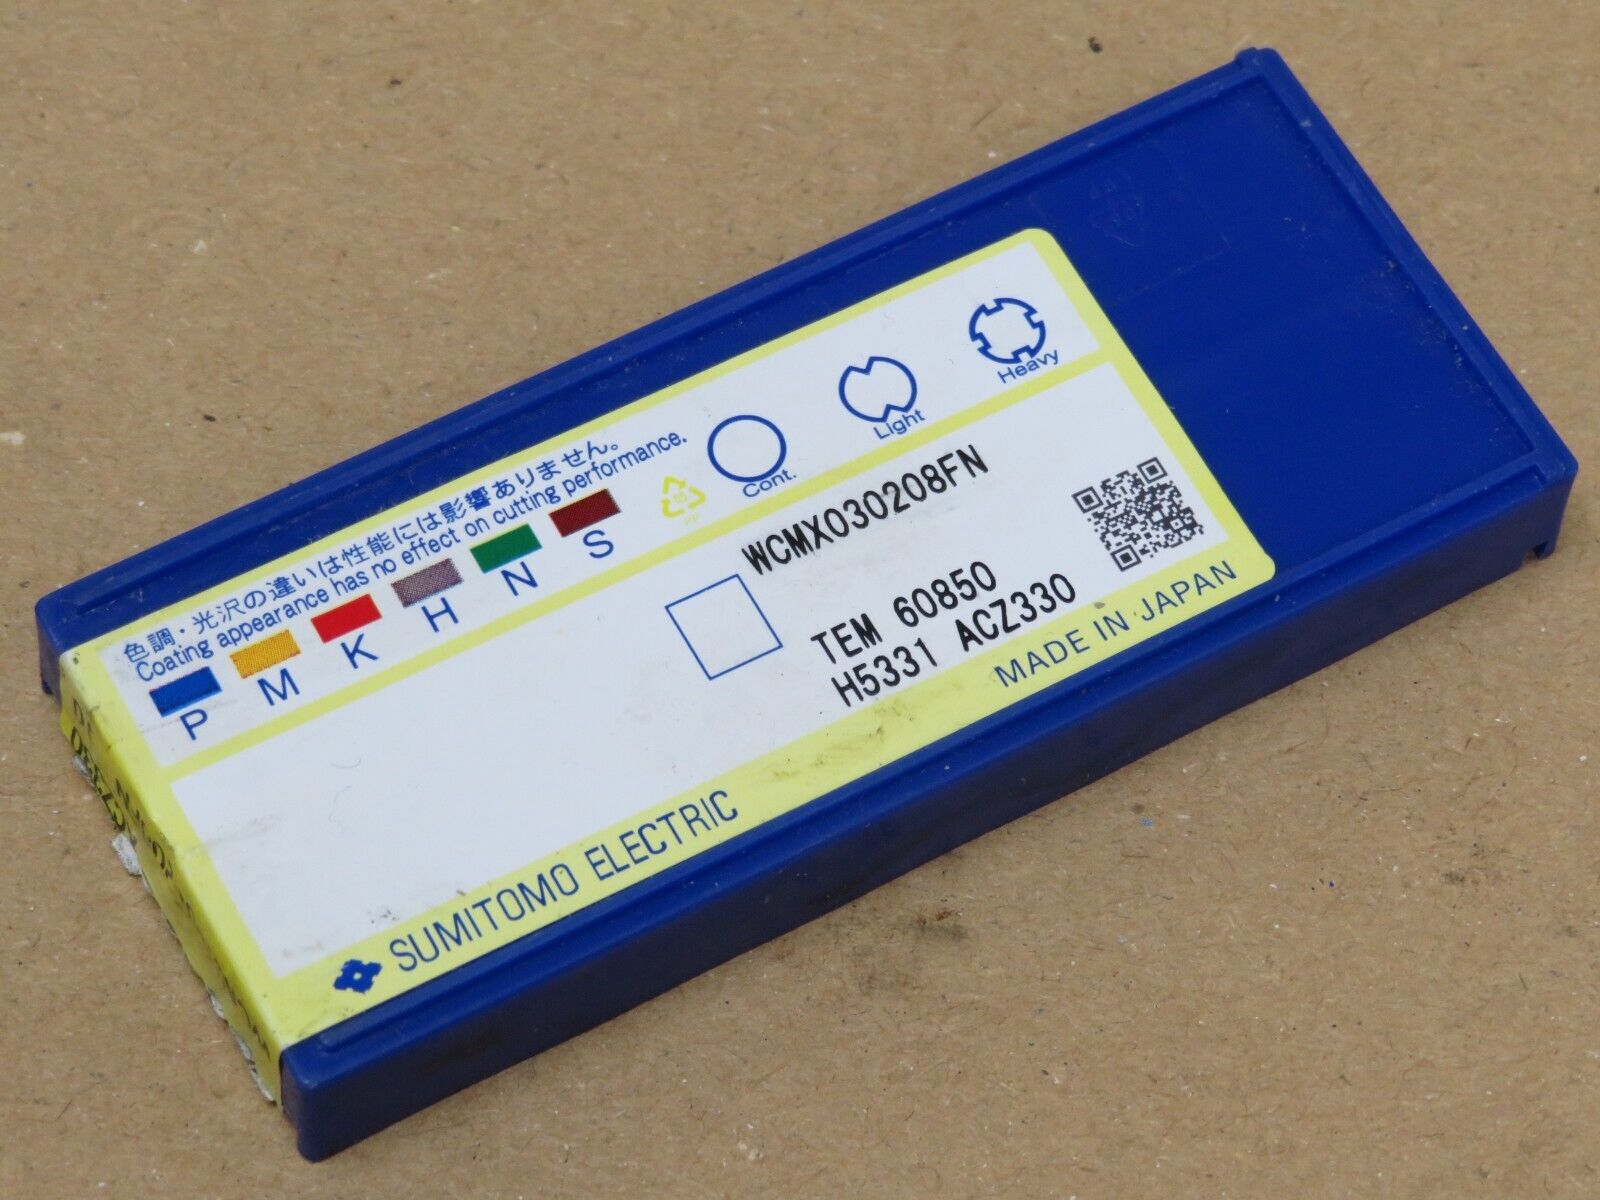 色調・光沢の違いは性能には影響ありません。
Coating appearance has no effect on cutting performance.
P M K H N S
PP
Cont. Light Heavy
WCMX030208FN
TEM 60850
H5331 ACZ330
MADE IN JAPAN
SUMITOMO ELECTRIC